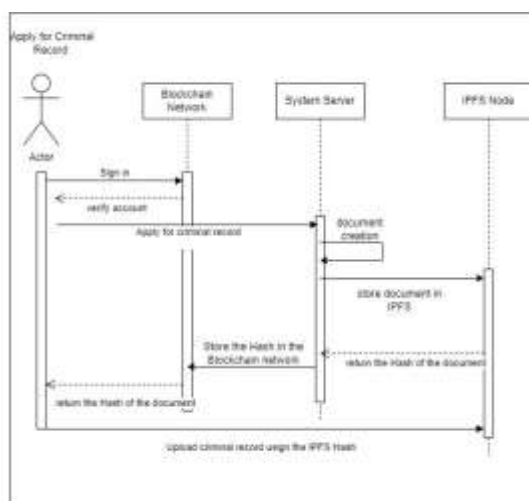 Apply for Criminal
Record
Blockchain
Network
System Server
IPFS Node
Actor
Sign in
verify account
Apply for criminal record
document
creation
store document in
IPFS
Store the Hash in the
Blockchain network
return the Hash of the document
return the Hash of the document
Upload criminal record usign the IPFS Hash